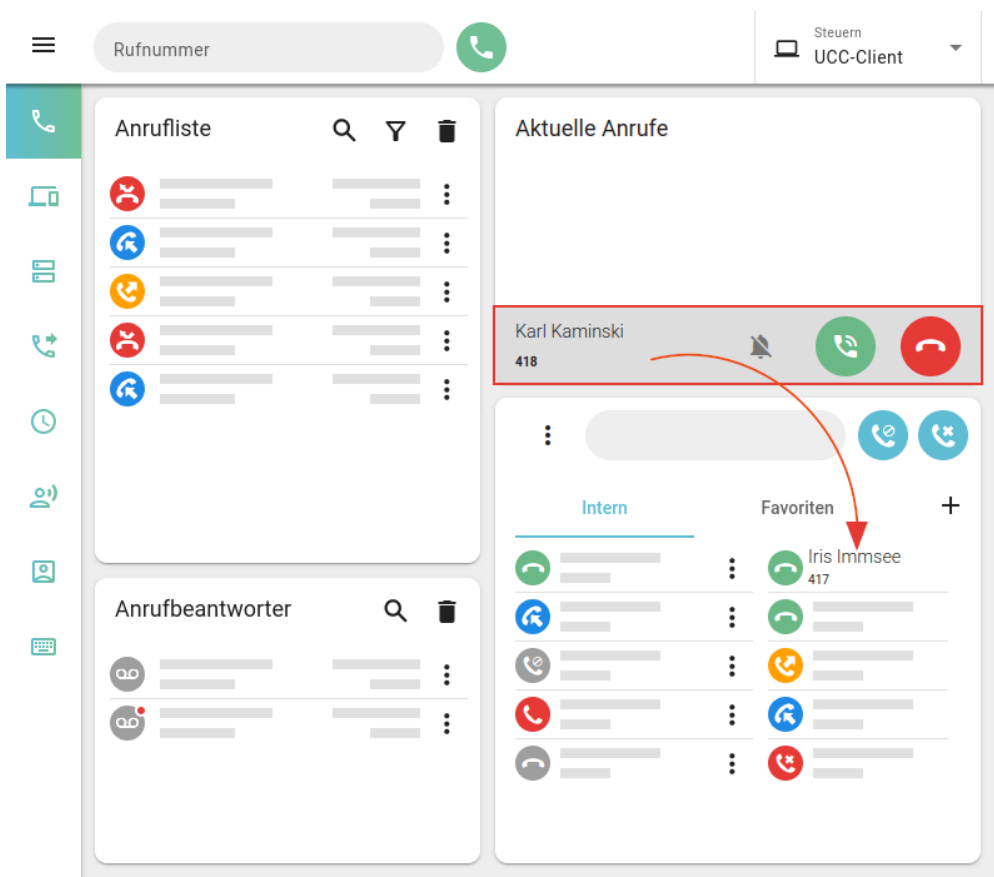 Rufnummer
Steuern
UCC-Client
Anrufliste
Aktuelle Anrufe
Karl Kaminski
418
Intern
Favoriten
Iris Immsee
417
Anrufbeantworter